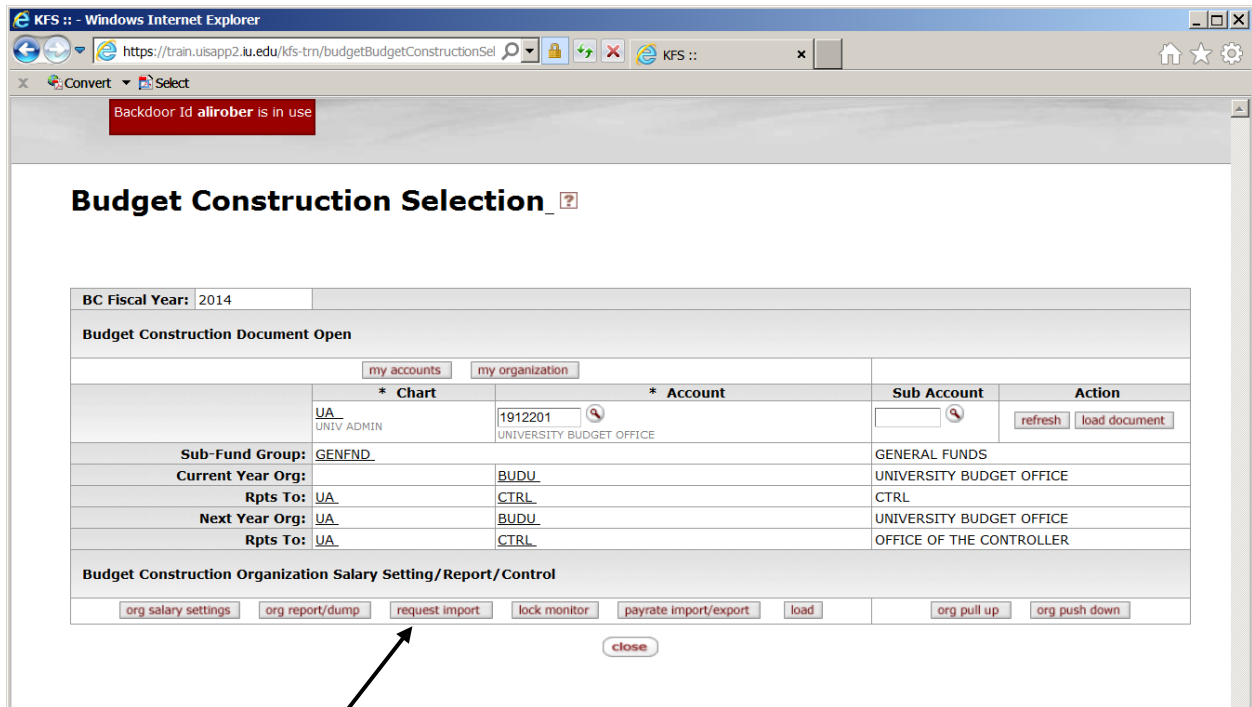 KFS :: - Windows Internet Explorer
https://train.uisapp2.iu.edu/kfs-trn/budgetBudgetConstructionSel
KFS ::
x
x Convert Select
Backdoor Id alirober is in use
Budget Construction Selection ?
BC Fiscal Year: 2014
Budget Construction Document Open
my accounts my organization
* Chart * Account Sub Account Action
UA 1912201 refresh load document
UNIV ADMIN UNIVERSITY BUDGET OFFICE
Sub-Fund Group: GENFND GENERAL FUNDS
Current Year Org: BUDU UNIVERSITY BUDGET OFFICE
Rpts To: UA CTRL CTRL
Next Year Org: UA BUDU UNIVERSITY BUDGET OFFICE
Rpts To: UA CTRL OFFICE OF THE CONTROLLER
Budget Construction Organization Salary Setting/Report/Control
org salary settings org report/dump request import lock monitor payrate import/export load org pull up org push down
close